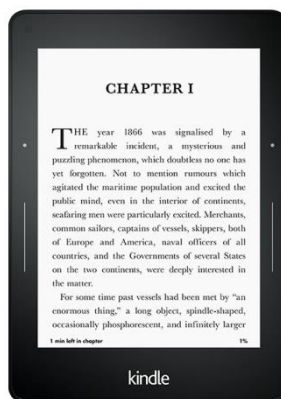 CHAPTER I
THE year 1866 was signalised by a
remarkable incident, a mysterious and
puzzling phenomenon, which doubtless no one has
yet forgotten. Not to mention rumours which
agitated the maritime population and excited the
public mind, even in the interior of continents,
seafaring men were particularly excited. Merchants,
common sailors, captains of vessels, skippers, both
of Europe and America, naval officers of all
countries, and the Governments of several States
on the two continents, were deeply interested in
the matter.
For some time past vessels had been met by “an
enormous thing,” a long object, spindle-shaped,
occasionally phosphorescent, and infinitely larger
1 min left in chapter 1%
kindle